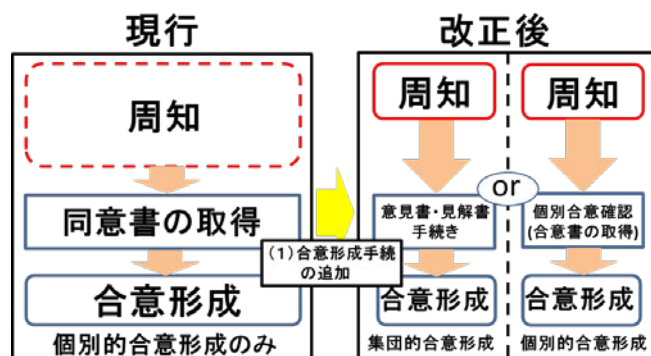 現行
周知
同意書の取得
合意形成
個別的合意形成のみ
(1)合意形成手続
の追加
改正後
周知
意見書・見解書
手続き
合意形成
集団的合意形成
or
周知
個別合意確認
(合意書の取得)
合意形成
個別的合意形成